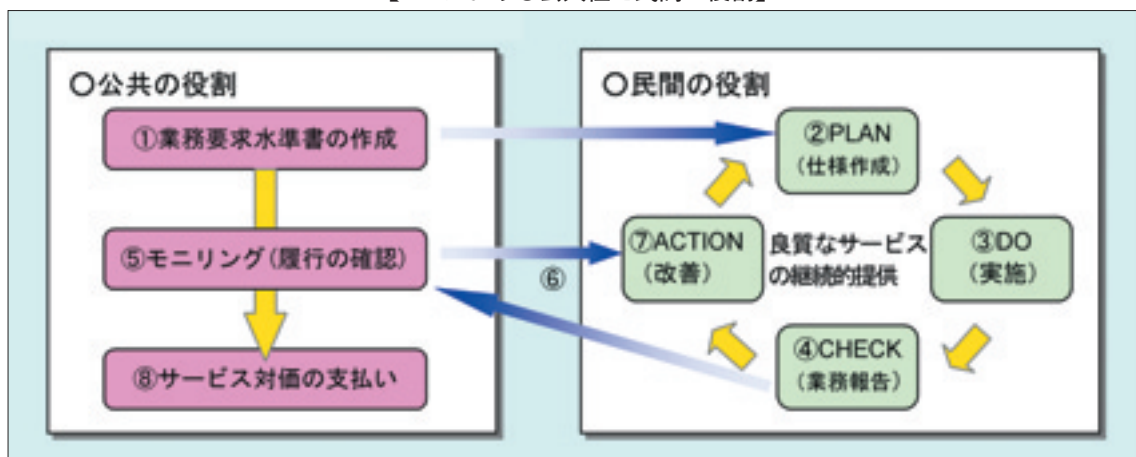 〇公共の役割
①業務要求水準書の作成
⑤モニリング(履行の確認)
⑧サービス対価の支払い
⑥
〇民間の役割
②PLAN
(仕様作成)
③DO
(実施)
④CHECK
(業務報告)
⑦ACTION
(改善)
良質なサービス
の継続的提供